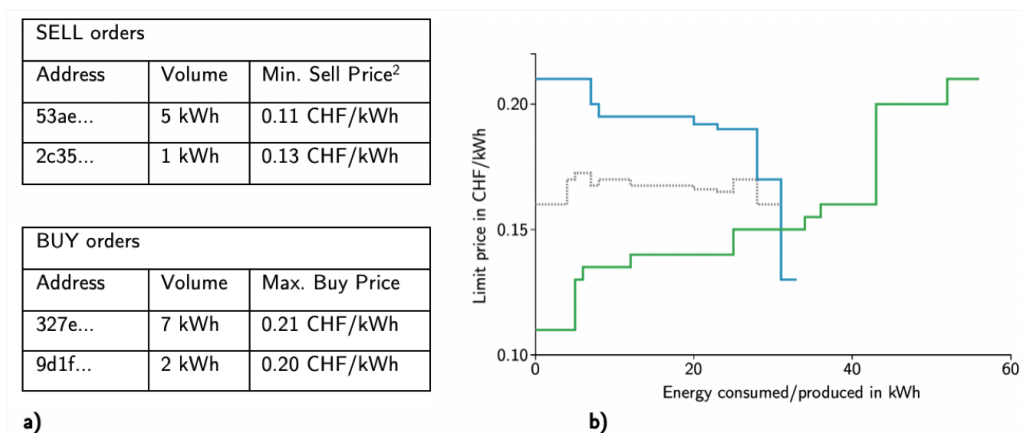 SELL orders
Address Volume Min. Sell Price²
53ae... 5 kWh 0.11 CHF/kWh
2c35... 1 kWh 0.13 CHF/kWh
BUY orders
Address Volume Max. Buy Price
327e... 7 kWh 0.21 CHF/kWh
9d1f... 2 kWh 0.20 CHF/kWh
a)
Limit price in CHF/kWh
0.20
0.15
0.10
0 20 40 60
Energy consumed/produced in kWh
b)